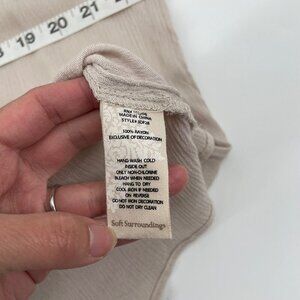 19 20 21
MADE IN CHINA
100% RAYON
EXCLUSIVE OF DECORATION
HAND WASH COLD
INSIDE OUT
ONLY NON-CHLORINE
BLEACH WHEN NEEDED
HANG TO DRY
COOL IRON IF NEEDED
ON REVERSE
DO NOT IRON DECORATION
DO NOT DRY CLEAN
Soft Surroundings